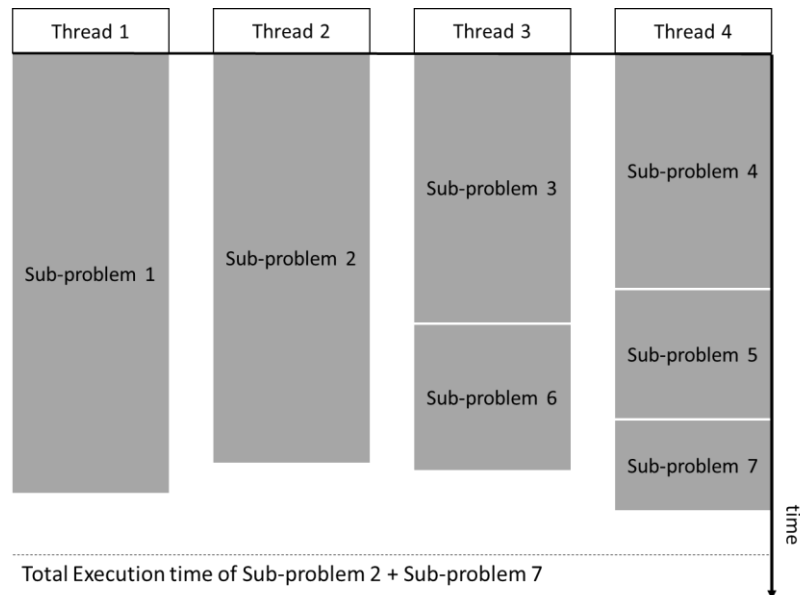 Thread 1
Thread 2
Thread 3
Thread 4
Sub-problem 1
Sub-problem 2
Sub-problem 3
Sub-problem 6
Sub-problem 4
Sub-problem 5
Sub-problem 7
time
Total Execution time of Sub-problem 2 + Sub-problem 7